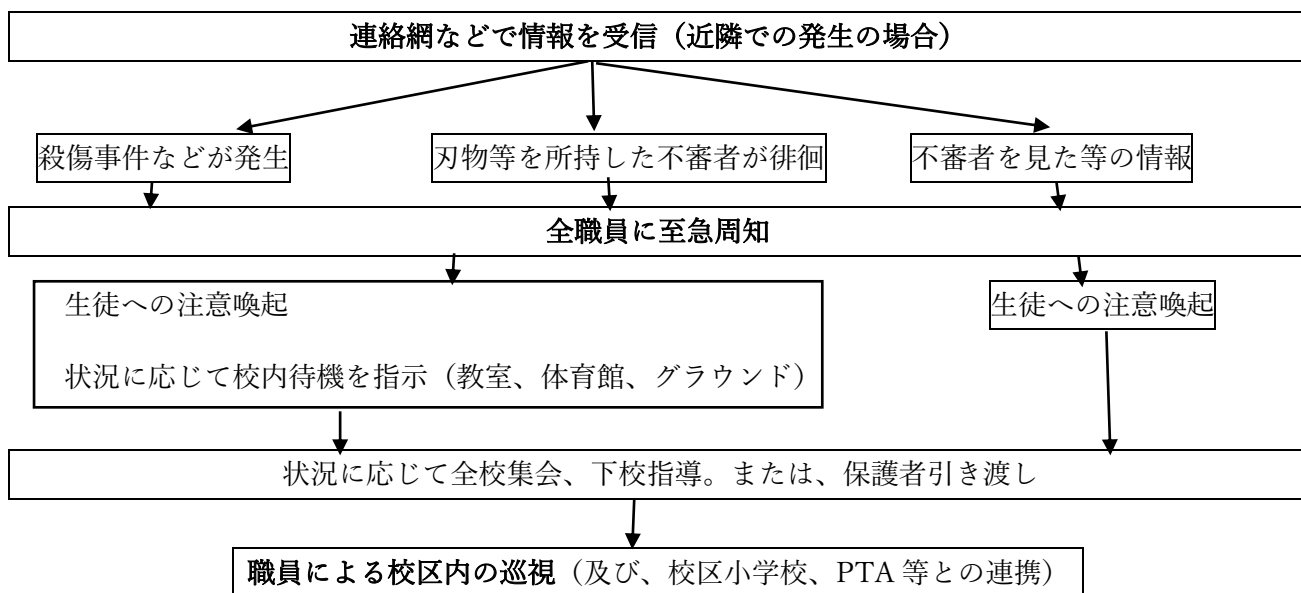 連絡網などで情報を受信（近隣での発生の場合）
殺傷事件などが発生
刃物等を所持した不審者が徘徊
不審者を見た等の情報
全職員に至急周知
生徒への注意喚起
状況に応じて校内待機を指示（教室、体育館、グラウンド）
生徒への注意喚起
状況に応じて全校集会、下校指導。または、保護者引き渡し
職員による校区内の巡視（及び、校区小学校、PTA 等との連携）